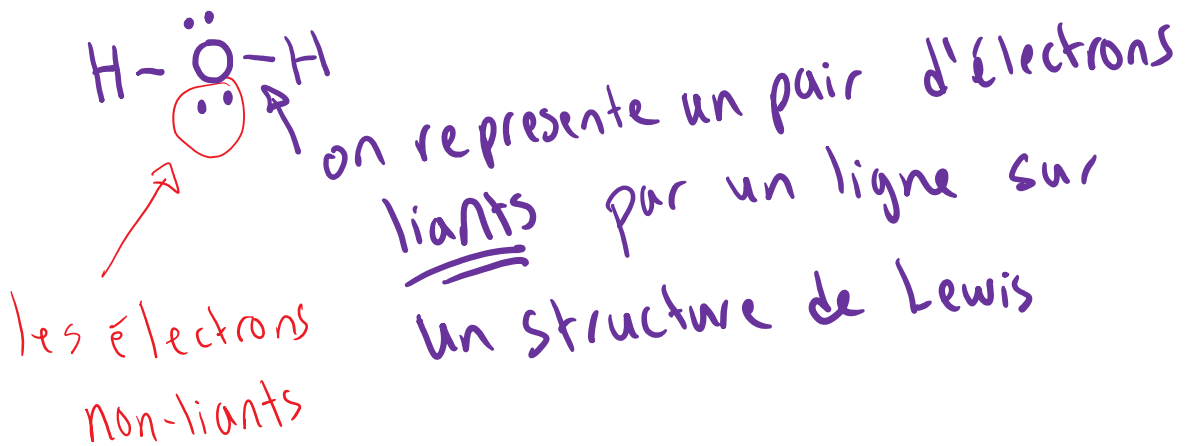 H - O - H
on represente un pair d'électrons
liants par un ligne sur
un structure de Lewis
les électrons
non-liants